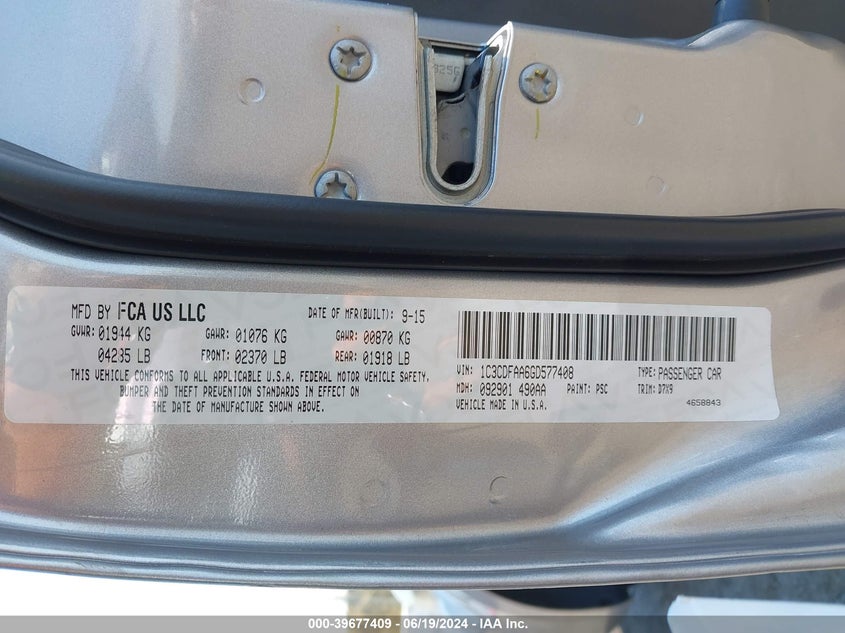 825G
MFD BY FCA US LLC DATE OF MFR(BUILT): 9-15
GVWR: 01944 KG GAWR: 01076 KG GAWR: 00870 KG
04285 LB FRONT: 02370 LB REAR: 01918 LB
THIS VEHICLE CONFORMS TO ALL APPLICABLE U.S.A. FEDERAL MOTOR VEHICLE SAFETY,
BUMPER AND THEFT PREVENTION STANDARDS IN EFFECT ON
THE DATE OF MANUFACTURE SHOWN ABOVE.
VIN: 1C3CDFAA6GD577408 TYPE: PASSENGER CAR
MDH: 092901 490AA PAINT: PSC TRIM: D7X9
VEHICLE MADE IN U.S.A. 4658843
000-39677409 - 06/19/2024 - IAA Inc.